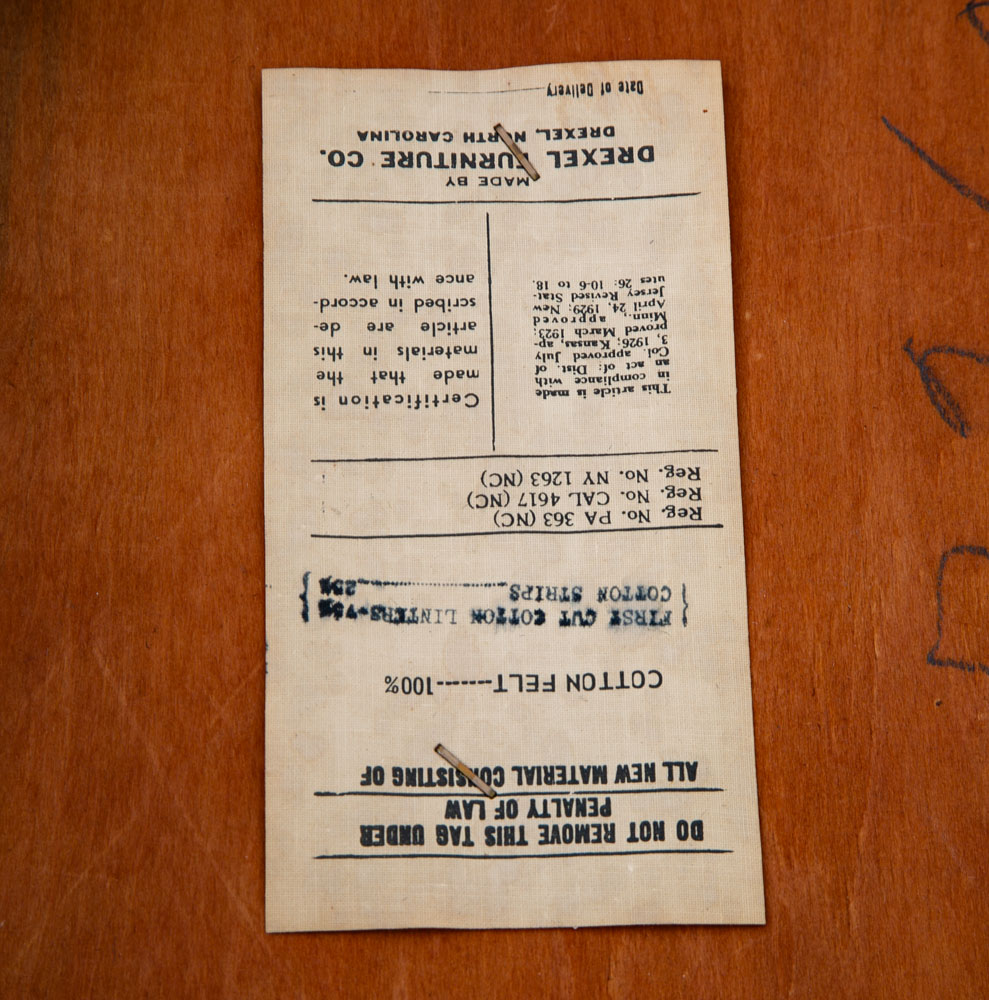 DO NOT REMOVE THIS TAG UNDER
PENALTY OF LAW
ALL NEW MATERIAL CONSISTING OF
COTTON FELT-------100%
FIRST CUT COTTON LINTERS-75%
COTTON STRIPS 25%
Reg. No. PA 363 (NC)
Reg. No. CAL 4617 (NC)
Reg. No. NY 1263 (NC)
This article is made
in compliance with
an act of: Dist. of
Col. approved July
3, 1926; Kansas, ap-
proved March 1923;
Minn., approved
April 24, 1929: New
Jersey Revised Stat-
utes 26: 10-6 to 18.
Certification is
made that the
materials in this
article are de-
scribed in accord-
ance with law.
MADE BY
DREXEL FURNITURE CO.
DREXEL, NORTH CAROLINA
Date of Delivery